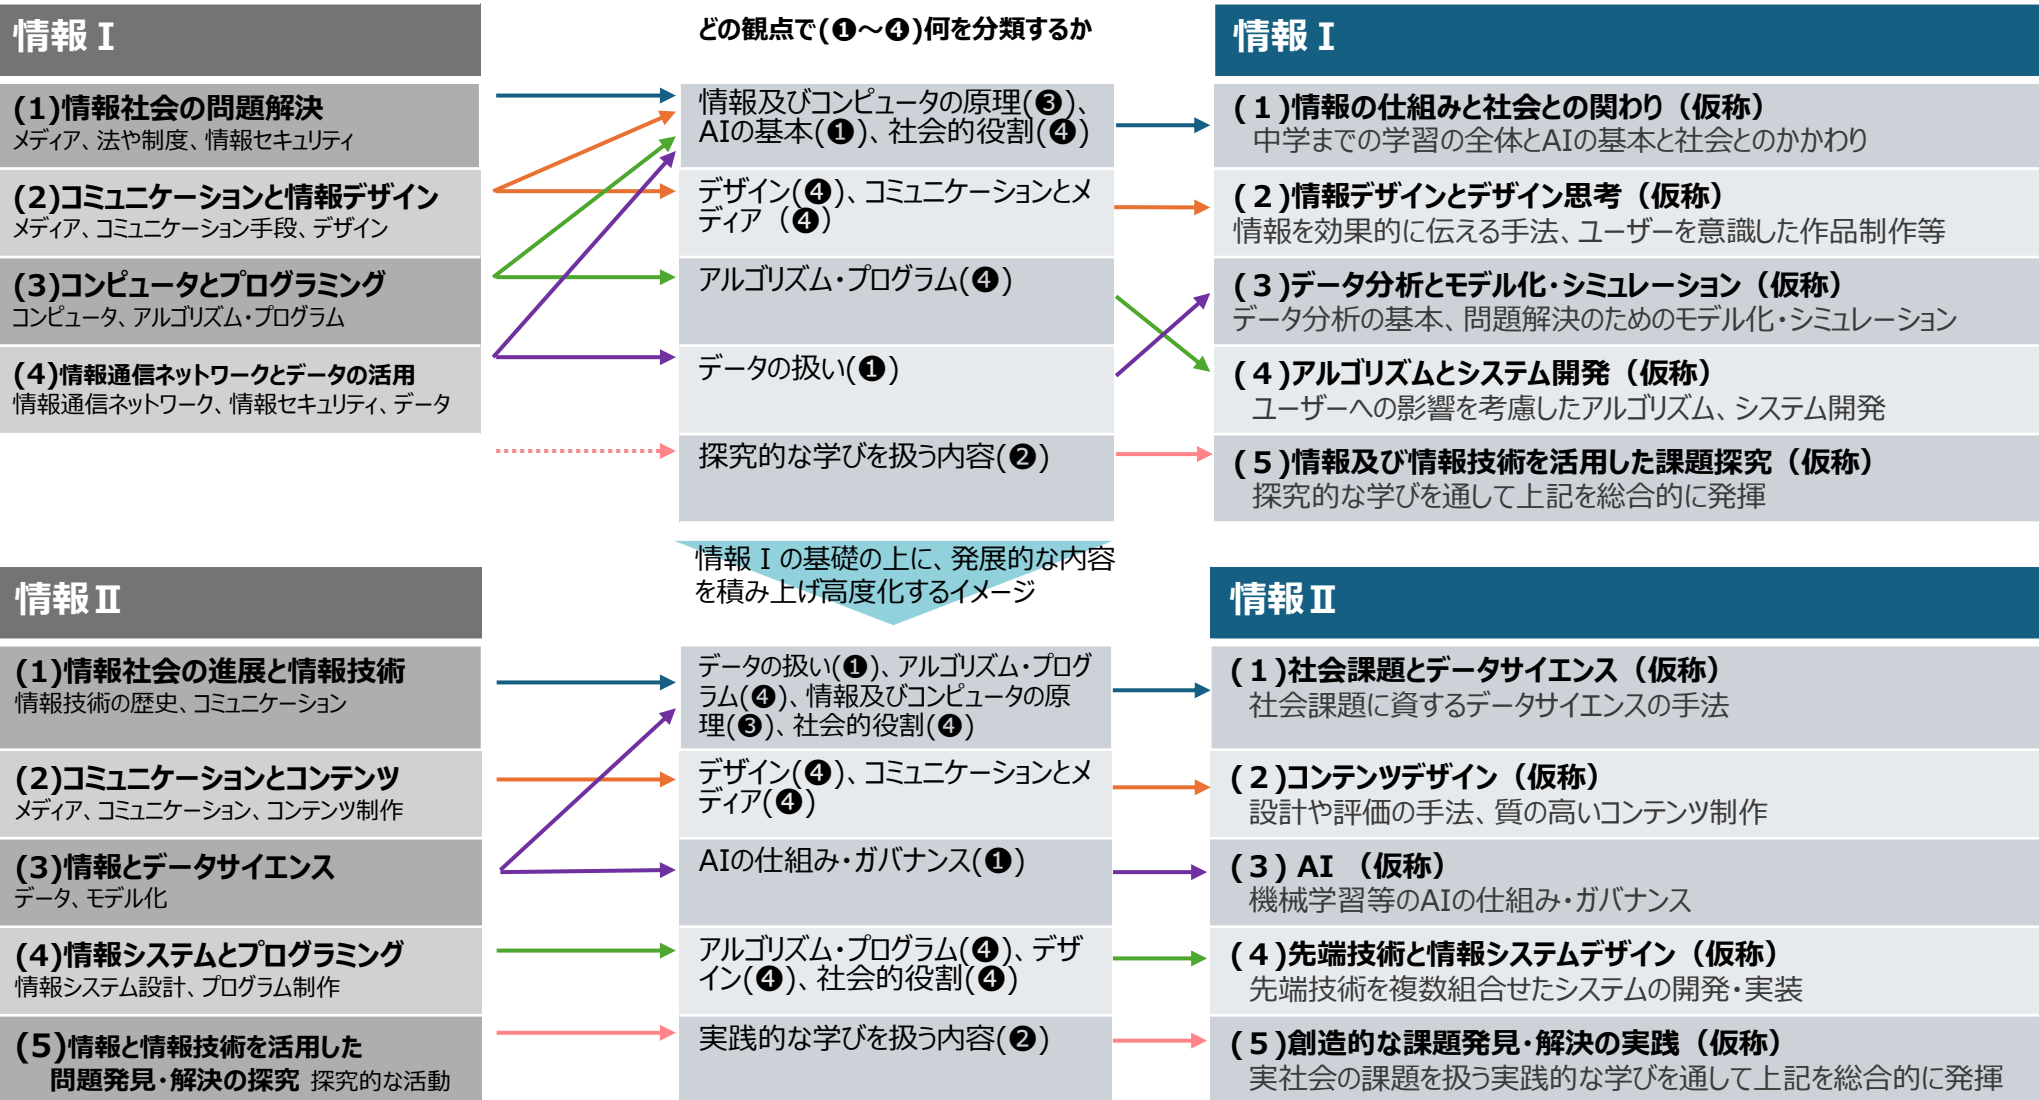 情報Ⅰ
(1)情報社会の問題解決
メディア、法や制度、情報セキュリティ
(2)コミュニケーションと情報デザイン
メディア、コミュニケーション手段、デザイン
(3)コンピュータとプログラミング
コンピュータ、アルゴリズム・プログラム
(4)情報通信ネットワークとデータの活用
情報通信ネットワーク、情報セキュリティ、データ
どの観点で(❶～❹)何を分類するか
情報及びコンピュータの原理(❸)、
AIの基本(❶)、社会的役割(❹)
デザイン(❹)、コミュニケーションとメ
ディア（❹）
アルゴリズム・プログラム(❹)
データの扱い(❶)
探究的な学びを扱う内容(❷)
情報Ⅰ
(１)情報の仕組みと社会との関わり（仮称）
中学までの学習の全体とAIの基本と社会とのかかわり
(２)情報デザインとデザイン思考（仮称）
情報を効果的に伝える手法、ユーザーを意識した作品制作等
(３)データ分析とモデル化・シミュレーション（仮称）
データ分析の基本、問題解決のためのモデル化・シミュレーション
(４)アルゴリズムとシステム開発（仮称）
ユーザーへの影響を考慮したアルゴリズム、システム開発
(５)情報及び情報技術を活用した課題探究（仮称）
探究的な学びを通して上記を総合的に発揮
情報Ⅰの基礎の上に、発展的な内容
を積み上げ高度化するイメージ
情報Ⅱ
(1)情報社会の進展と情報技術
情報技術の歴史、コミュニケーション
(2)コミュニケーションとコンテンツ
メディア、コミュニケーション、コンテンツ制作
(3)情報とデータサイエンス
データ、モデル化
(4)情報システムとプログラミング
情報システム設計、プログラム制作
(5)情報と情報技術を活用した
問題発見・解決の探究 探究的な活動
データの扱い(❶)、アルゴリズム・プログ
ラム(❹)、情報及びコンピュータの原
理(❸)、社会的役割(❹)
デザイン(❹)、コミュニケーションとメ
ディア(❹)
AIの仕組み・ガバナンス(❶)
アルゴリズム・プログラム(❹)、デザ
イン(❹)、社会的役割(❹)
実践的な学びを扱う内容(❷)
情報Ⅱ
(１)社会課題とデータサイエンス（仮称）
社会課題に資するデータサイエンスの手法
(２)コンテンツデザイン（仮称）
設計や評価の手法、質の高いコンテンツ制作
(３) AI （仮称）
機械学習等のAIの仕組み・ガバナンス
(４)先端技術と情報システムデザイン（仮称）
先端技術を複数組合せたシステムの開発・実装
(５)創造的な課題発見・解決の実践（仮称）
実社会の課題を扱う実践的な学びを通して上記を総合的に発揮